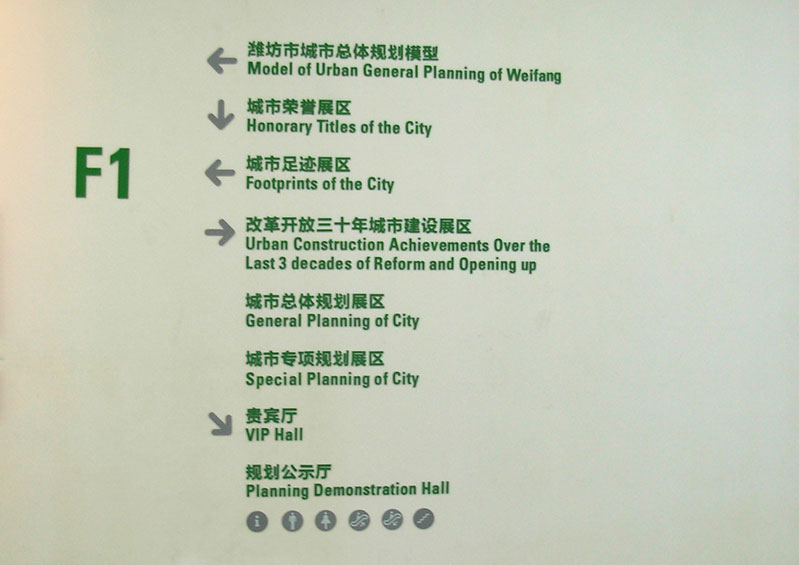 F1
潍坊市城市总体规划模型
Model of Urban General Planning of Weifang
城市荣誉展区
Honorary Titles of the City
城市足迹展区
Footprints of the City
改革开放三十年城市建设展区
Urban Construction Achievements Over the
Last 3 decades of Reform and Opening up
城市总体规划展区
General Planning of City
城市专项规划展区
Special Planning of City
贵宾厅
VIP Hall
规划公示厅
Planning Demonstration Hall